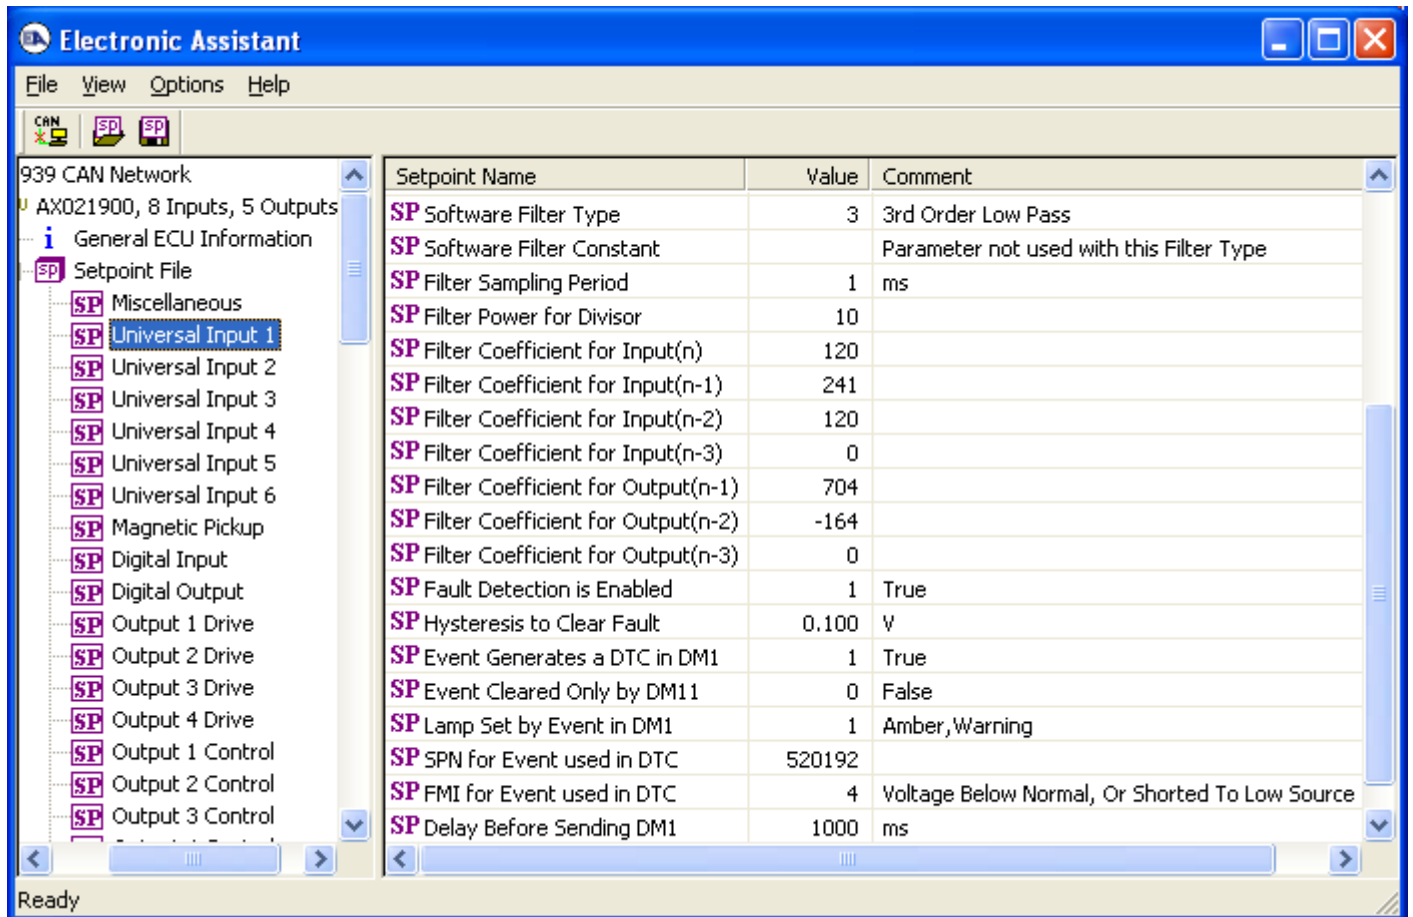 Electronic Assistant
File View Options Help
CAN
SP SP
939 CAN Network
U AX021900, 8 Inputs, 5 Outputs
i General ECU Information
SP Setpoint File
SP Miscellaneous
SP Universal Input 1
SP Universal Input 2
SP Universal Input 3
SP Universal Input 4
SP Universal Input 5
SP Universal Input 6
SP Magnetic Pickup
SP Digital Input
SP Digital Output
SP Output 1 Drive
SP Output 2 Drive
SP Output 3 Drive
SP Output 4 Drive
SP Output 1 Control
SP Output 2 Control
SP Output 3 Control
Setpoint Name Value Comment
SP Software Filter Type 3 3rd Order Low Pass
SP Software Filter Constant Parameter not used with this Filter Type
SP Filter Sampling Period 1 ms
SP Filter Power for Divisor 10
SP Filter Coefficient for Input(n) 120
SP Filter Coefficient for Input(n-1) 241
SP Filter Coefficient for Input(n-2) 120
SP Filter Coefficient for Input(n-3) 0
SP Filter Coefficient for Output(n-1) 704
SP Filter Coefficient for Output(n-2) -164
SP Filter Coefficient for Output(n-3) 0
SP Fault Detection is Enabled 1 True
SP Hysteresis to Clear Fault 0.100 V
SP Event Generates a DTC in DM1 1 True
SP Event Cleared Only by DM11 0 False
SP Lamp Set by Event in DM1 1 Amber,Warning
SP SPN for Event used in DTC 520192
SP FMI for Event used in DTC 4 Voltage Below Normal, Or Shorted To Low Source
SP Delay Before Sending DM1 1000 ms
Ready